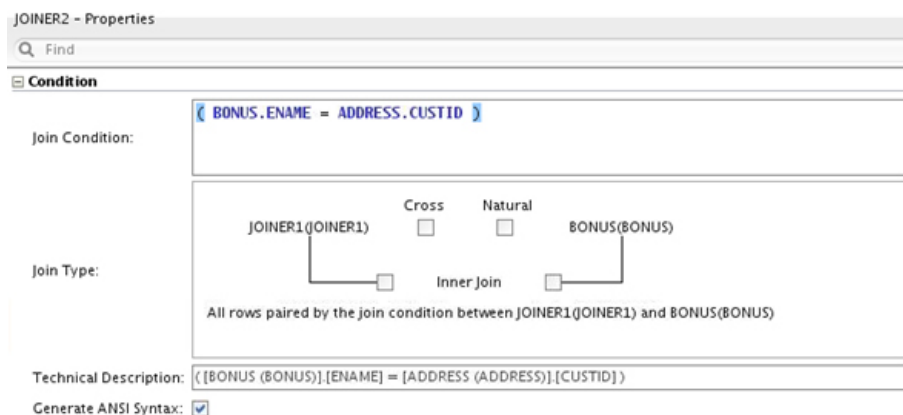 JOINER2 - Properties
Find
Condition
Join Condition:
( BONUS.ENAME = ADDRESS.CUSTID )
Join Type:
Cross Natural
JOINER1(JOINER1) BONUS(BONUS)
Inner Join
All rows paired by the join condition between JOINER1(JOINER1) and BONUS(BONUS)
Technical Description: ( [BONUS (BONUS)].[ENAME] = [ADDRESS (ADDRESS)].[CUSTID] )
Generate ANSI Syntax: